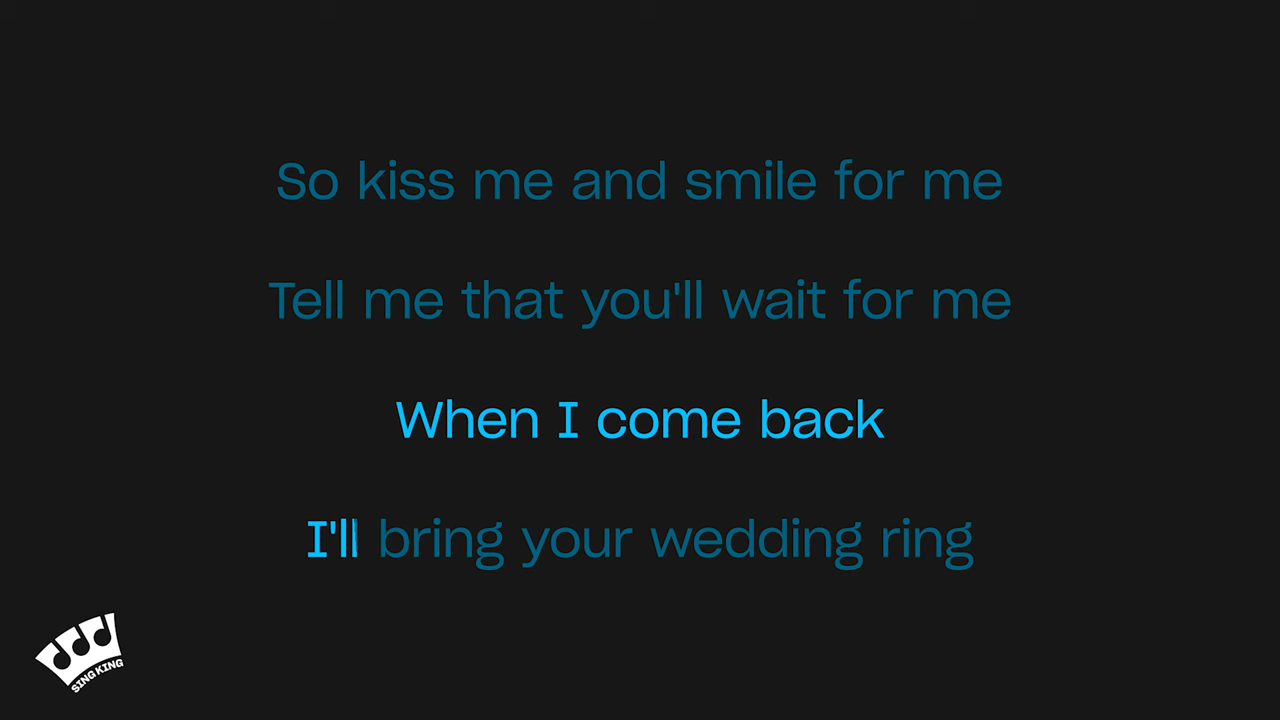 So kiss me and smile for me
Tell me that you'll wait for me
When I come back
I'll bring your wedding ring
SING KING